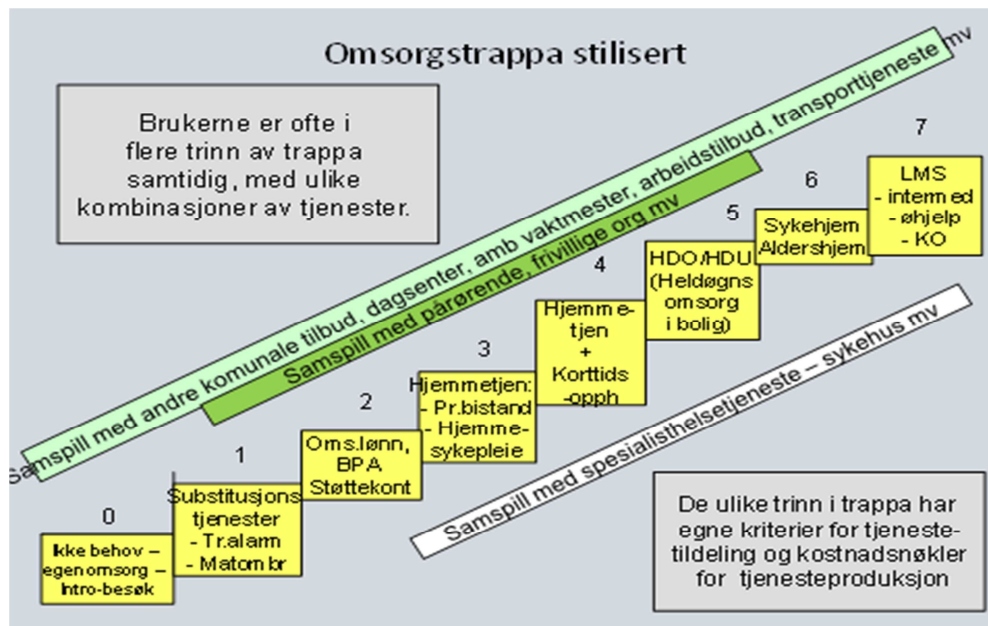 Omsorgstrappa stilisert
Brukerne er ofte i
flere trinn av trappa
samtidig, med ulike
kombinasjoner av tjenester.
Samspill med andre komunale tilbud, dagsenter, amb vaktmester, arbeidstilbud, transporttjeneste mv
Samspill med pårørende, frivillige org mv
0
Ikke behov –
egenomsorg –
Intro-besøk
1
Substitusjons
tjenester
- Tr.alarm
- Matombr
2
Oms.lønn,
BPA
Støttekont
3
Hjemmetjen:
- Pr.bistand
- Hjemme-
sykepleie
4
Hjemme-
tjen
+
Korttids
-opph
5
HDO/HDU
(Heldøgns
omsorg
i bolig)
6
Sykehjem
Aldershjem
7
LMS
- intermed
- øhjelp
- KO
Samspill med spesialisthelsetjeneste – sykehus mv
De ulike trinn i trappa har
egne kriterier for tjeneste-
tildeling og kostnadsnøkler
for tjenesteproduksjon